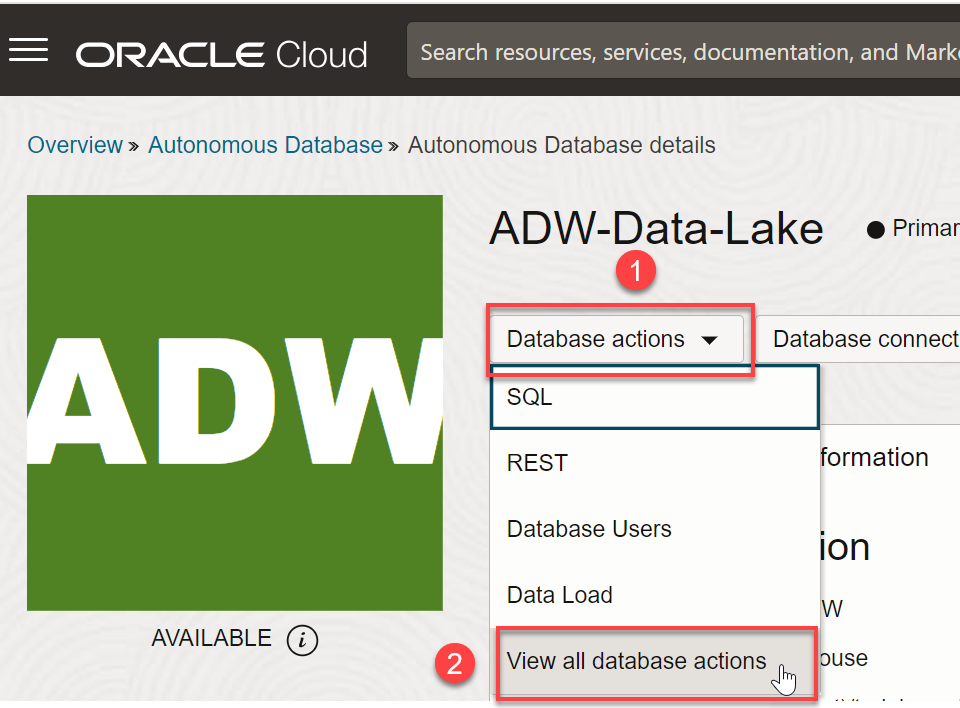 ORACLE Cloud
Search resources, services, documentation, and Mark
Overview » Autonomous Database » Autonomous Database details
ADW
AVAILABLE i
ADW-Data-Lake
Primar
1
Database actions
Database connect
SQL
REST
Database Users
Data Load
2
View all database actions
formation
ion
W
ouse